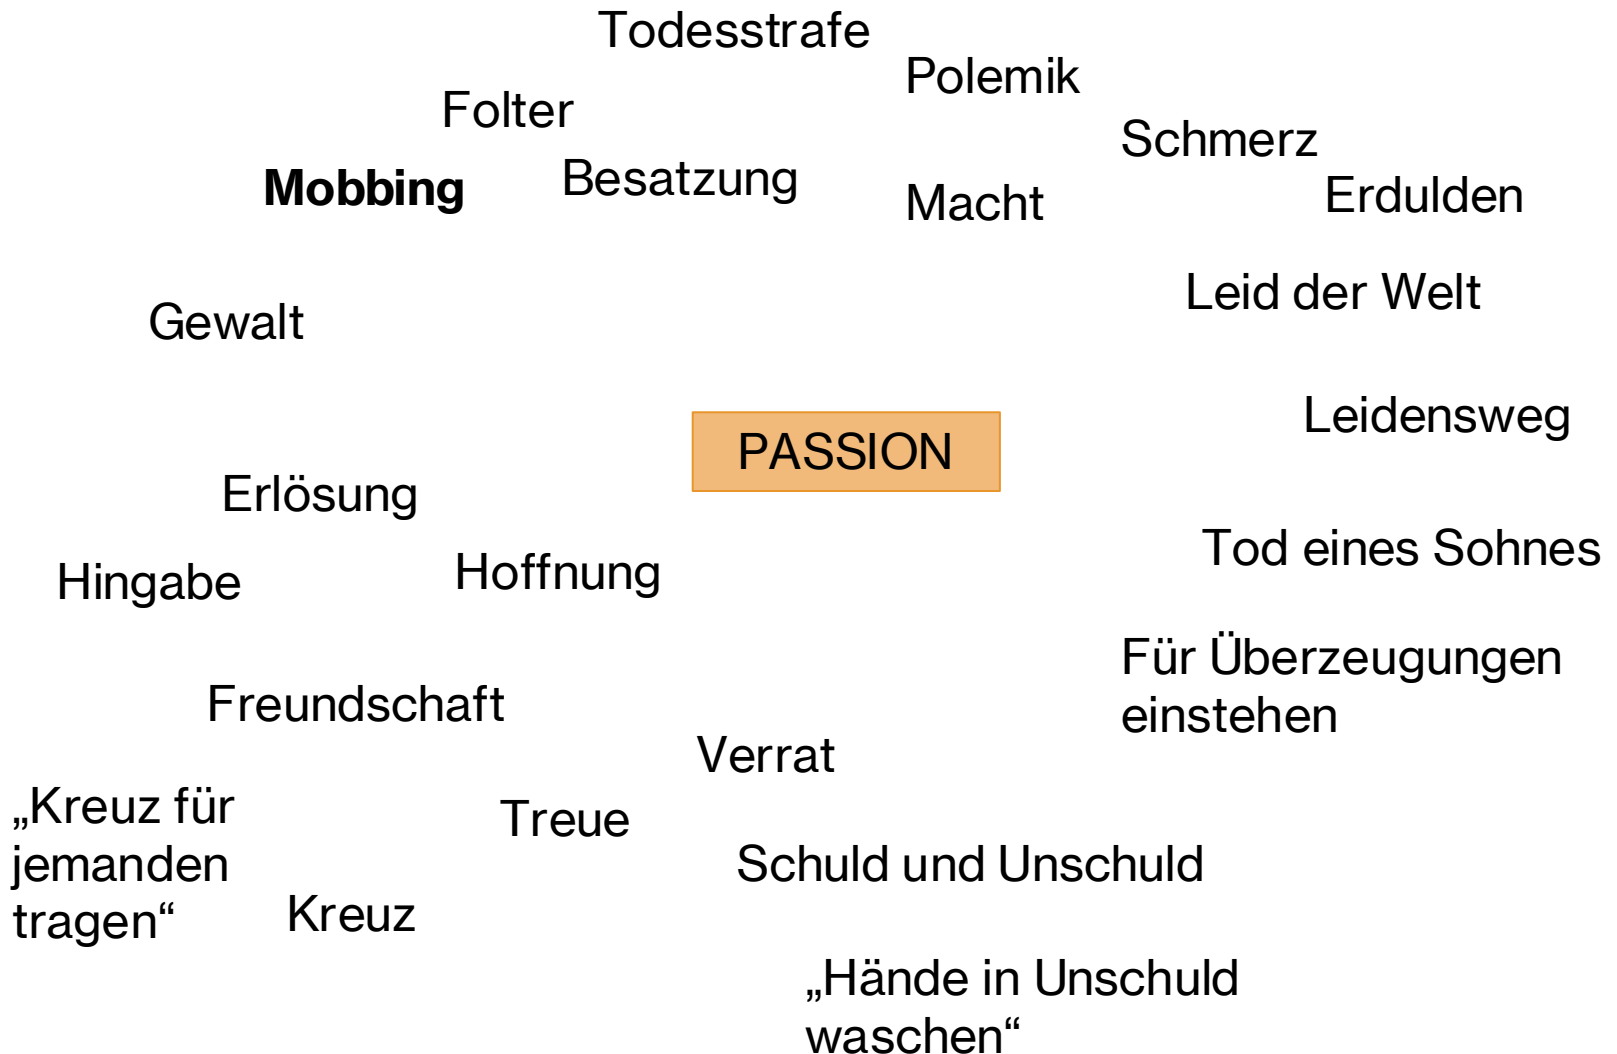 Todesstrafe
Polemik
Folter
Schmerz
Besatzung
Mobbing
Macht
Erdulden
Leid der Welt
Gewalt
Leidensweg
PASSION
Erlösung
Tod eines Sohnes
Hoffnung
Hingabe
Für Überzeugungen
einstehen
Freundschaft
Verrat
„Kreuz für
jemanden
tragen“
Treue
Schuld und Unschuld
Kreuz
„Hände in Unschuld
waschen“